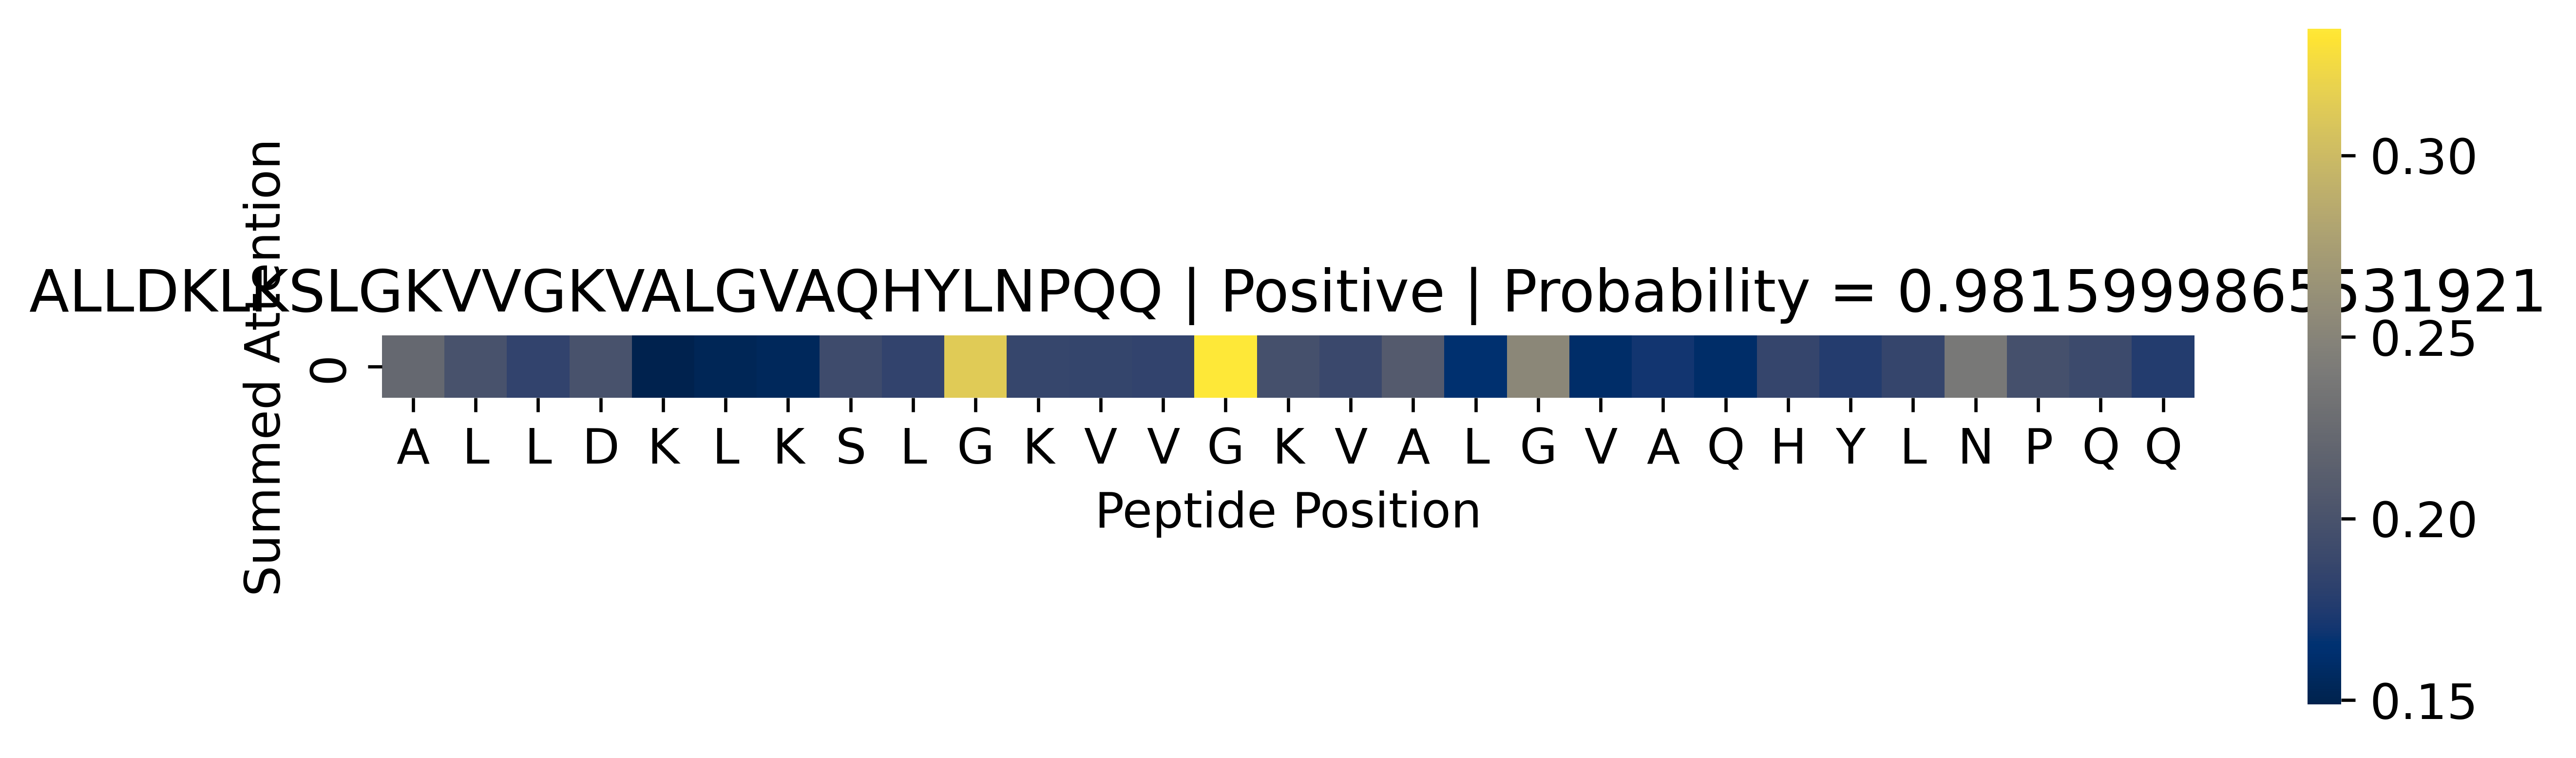 ALLDKLKSLGKVVGKVALGVAQHYLNPQQ | Positive | Probability = 0.9815999865531921
Summed Attention
0
A L L D K L K S L G K V V G K V A L G V A Q H Y L N P Q Q
Peptide Position
0.30
0.25
0.20
0.15